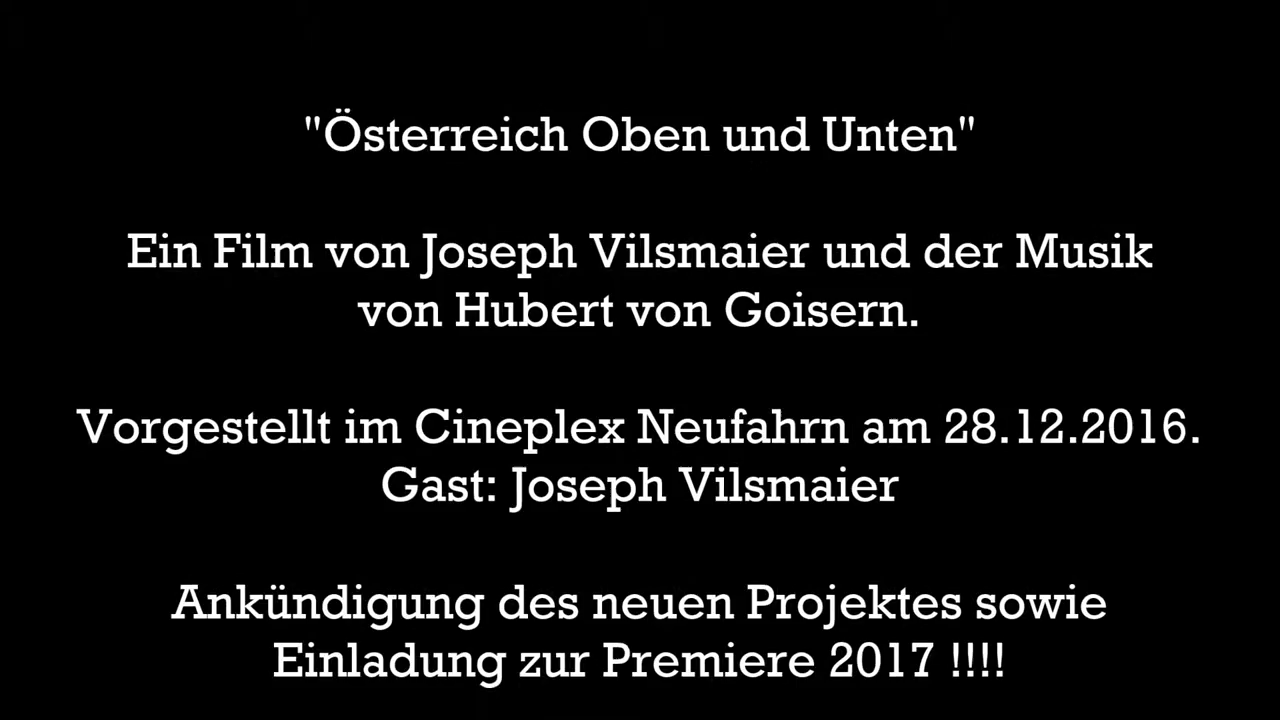 "Österreich Oben und Unten"
Ein Film von Joseph Vilsmaier und der Musik
von Hubert von Goisern.
Vorgestellt im Cineplex Neufahrn am 28.12.2016.
Gast: Joseph Vilsmaier
Ankündigung des neuen Projektes sowie
Einladung zur Premiere 2017 !!!!